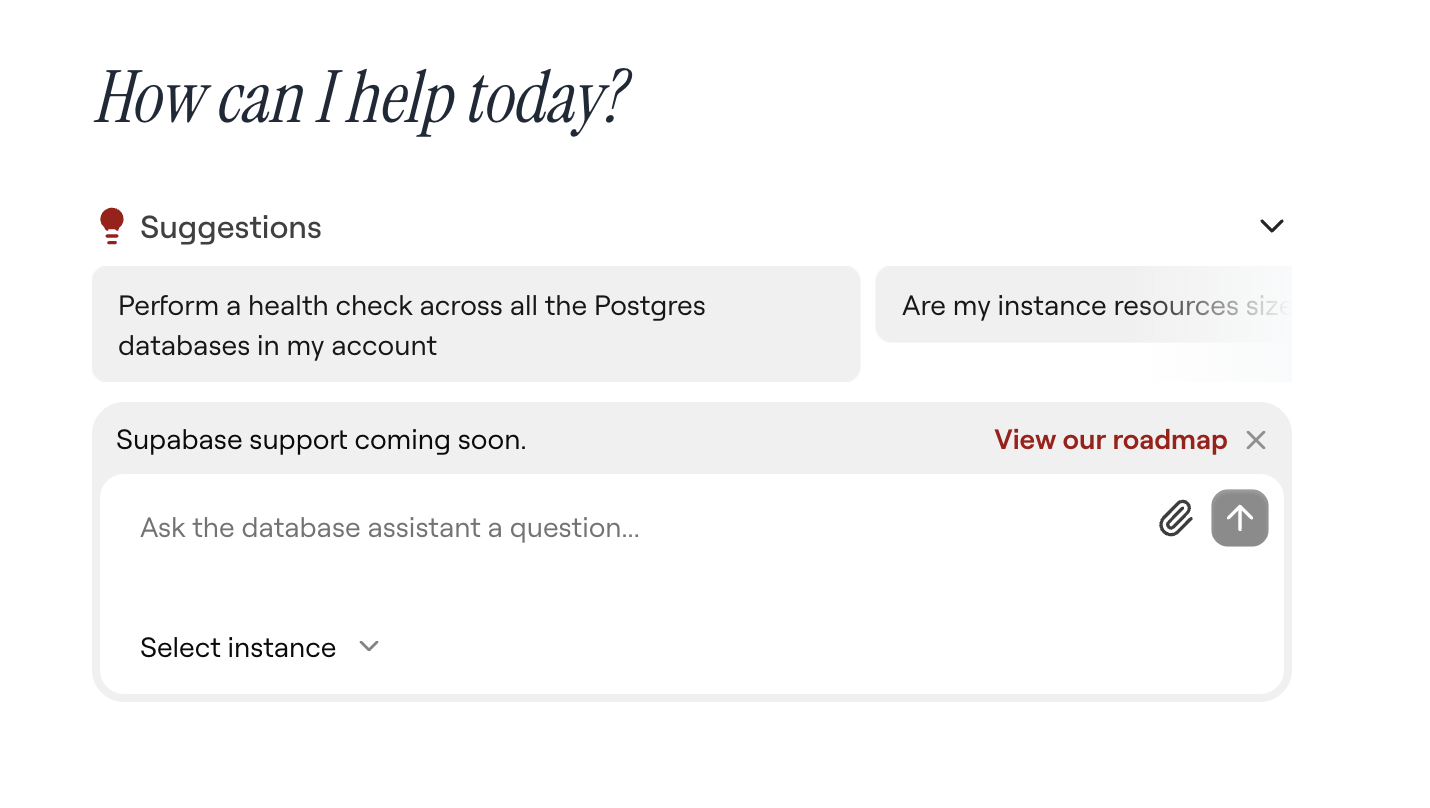 How can I help today?
Suggestions
Perform a health check across all the Postgres
databases in my account
Are my instance resources size
Supabase support coming soon.
View our roadmap
Ask the database assistant a question...
Select instance